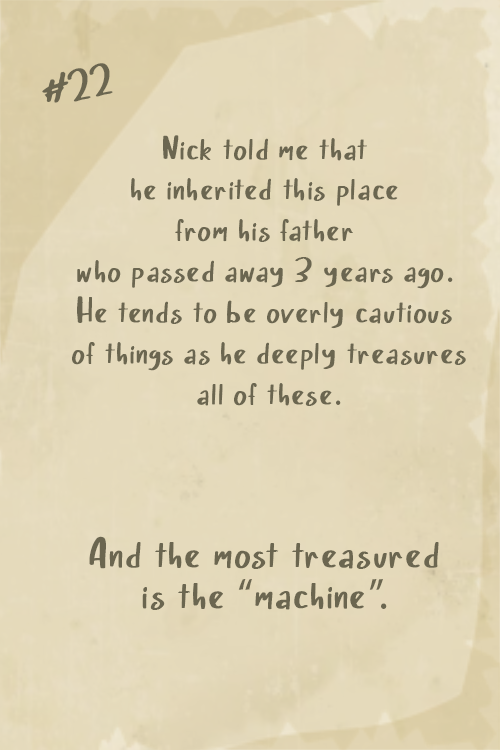 #22
Nick told me that
he inherited this place
from his father
who passed away 3 years ago.
He tends to be overly cautious
of things as he deeply treasures
all of these.
And the most treasured
is the “machine”.